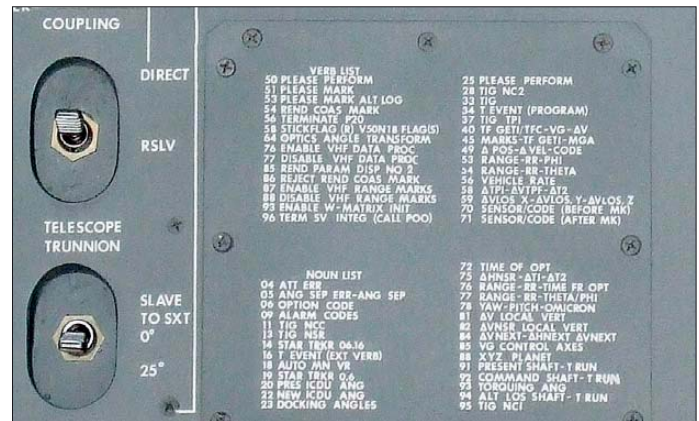 COUPLING
DIRECT
RSLV
TELESCOPE
TRUNNION
SLAVE
TO SXT
0°
25°
VERB LIST
50 PLEASE PERFORM
51 PLEASE MARK
53 PLEASE MARK ALT LOG
54 REND COAS MARK
56 TERMINATE P20
58 STICKFLAG (R) V50N18 FLAG(S)
64 OPTICS ANGLE TRANSFORM
76 ENABLE VHF DATA PROC
77 DISABLE VHF DATA PROC
85 REND PARAM DISP NO 2
86 REJECT REND COAS MARK
87 ENABLE VHF RANGE MARKS
88 DISABLE VHF RANGE MARKS
93 ENABLE W-MATRIX INIT
96 TERM SV INTEG (CALL POO)
NOUN LIST
04 ATT ERR
05 ANG SEP ERR-ANG SEP
06 OPTION CODE
09 ALARM CODES
11 TIG NCC
13 TIG NSR
14 STAR TRKR 06.16
16 T EVENT (EXT VERB)
18 AUTO MN VR
19 STAR TRKR 0.6
20 PRES ICDU ANG
22 NEW ICDU ANG
23 DOCKING ANGLES
25 PLEASE PERFORM
28 TIG NC2
33 TIG
34 T EVENT (PROGRAM)
37 TIG TPI
40 TF GETI/TFC-VG-ΔV
45 MARKS-TF GETI-MGA
49 Δ POS-Δ VEL-CODE
53 RANGE-RR-PHI
54 RANGE-RR-THETA
56 VEHICLE RATE
58 ΔTPI-ΔVTPF-ΔT2
59 ΔVLOS X-ΔVLOS, Y-ΔVLOS, Z
70 SENSOR/CODE (BEFORE MK)
71 SENSOR/CODE (AFTER MK)
72 TIME OF OPT
75 ΔHNSR-ΔT1-ΔT2
76 RANGE-RR-TIME FR OPT
77 RANGE-RR-THETA/PHI
78 YAW-PITCH-OMICRON
81 ΔV LOCAL VERT
82 ΔVNSR LOCAL VERT
84 ΔVNEXT-ΔHNEXT ΔVNEXT
85 VG CONTROL AXES
88 XYZ PLANET
91 PRESENT SHAFT-T RUN
92 COMMAND SHAFT-T RUN
93 TORQUING ANG
94 ALT LOS SHAFT-T RUN
95 TIG NC1